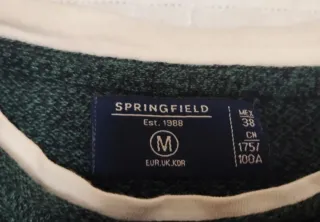 SPRINGFIELD
Est. 1988
M
EUR.UK.KOR
MEX
38
CN
175/
100A